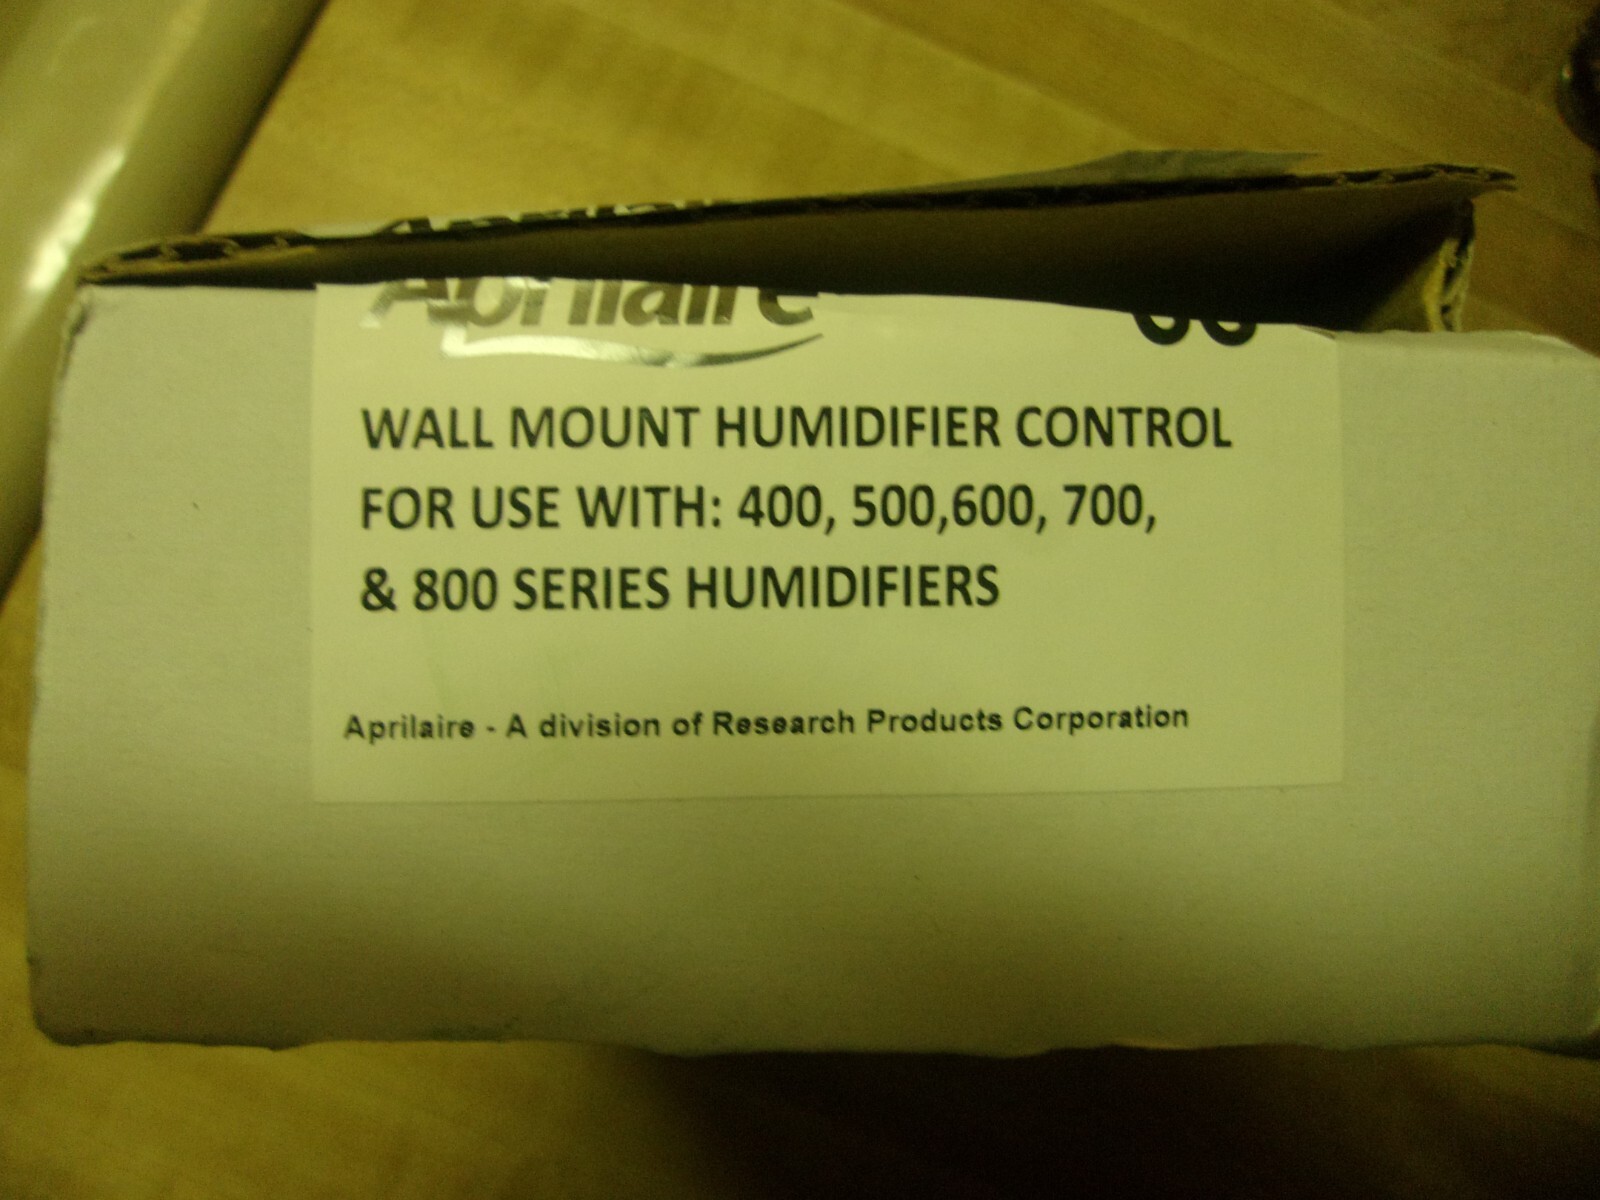 Aprilaire
WALL MOUNT HUMIDIFIER CONTROL
FOR USE WITH: 400, 500,600, 700,
& 800 SERIES HUMIDIFIERS
Aprilaire - A division of Research Products Corporation